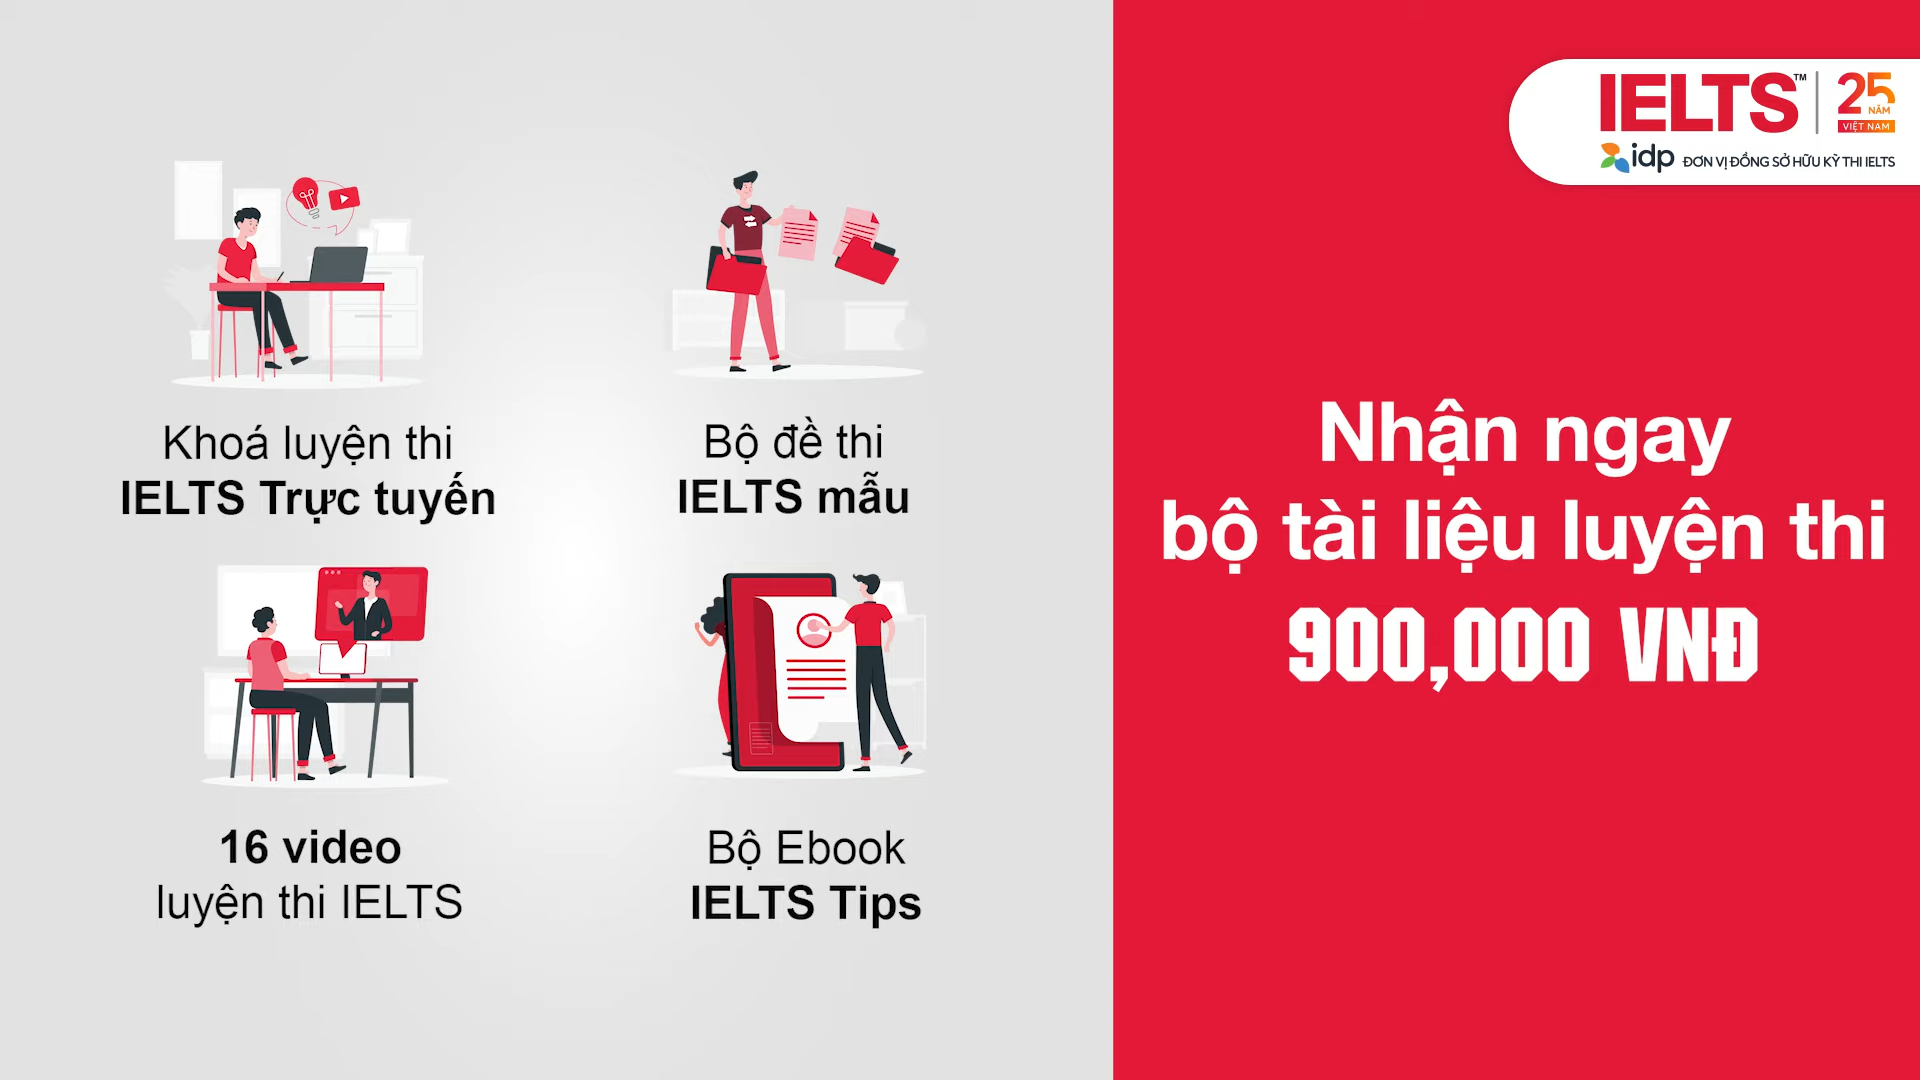 Khoá luyện thi
IELTS Trực tuyến
Bộ đề thi
IELTS mẫu
16 video
luyện thi IELTS
Bộ Ebook
IELTS Tips
IELTS™
25
NĂM
VIỆT NAM
idp ĐƠN VỊ ĐỒNG SỞ HỮU KỲ THI IELTS
Nhận ngay
bộ tài liệu luyện thi
900,000 VNĐ